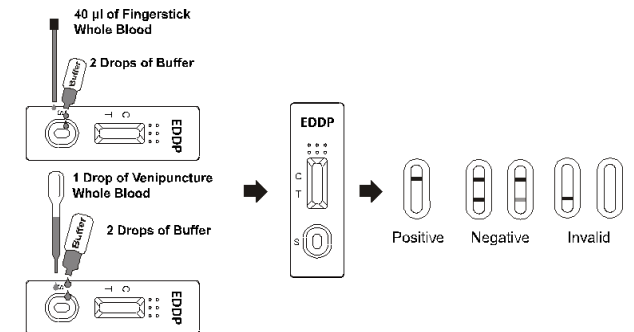 40 µl of Fingerstick
Whole Blood
2 Drops of Buffer
Buffer
S
T
C
EDDP
1 Drop of Venipuncture
Whole Blood
2 Drops of Buffer
Buffer
S
T
C
EDDP
EDDP
C
T
S
Positive
Negative
Invalid